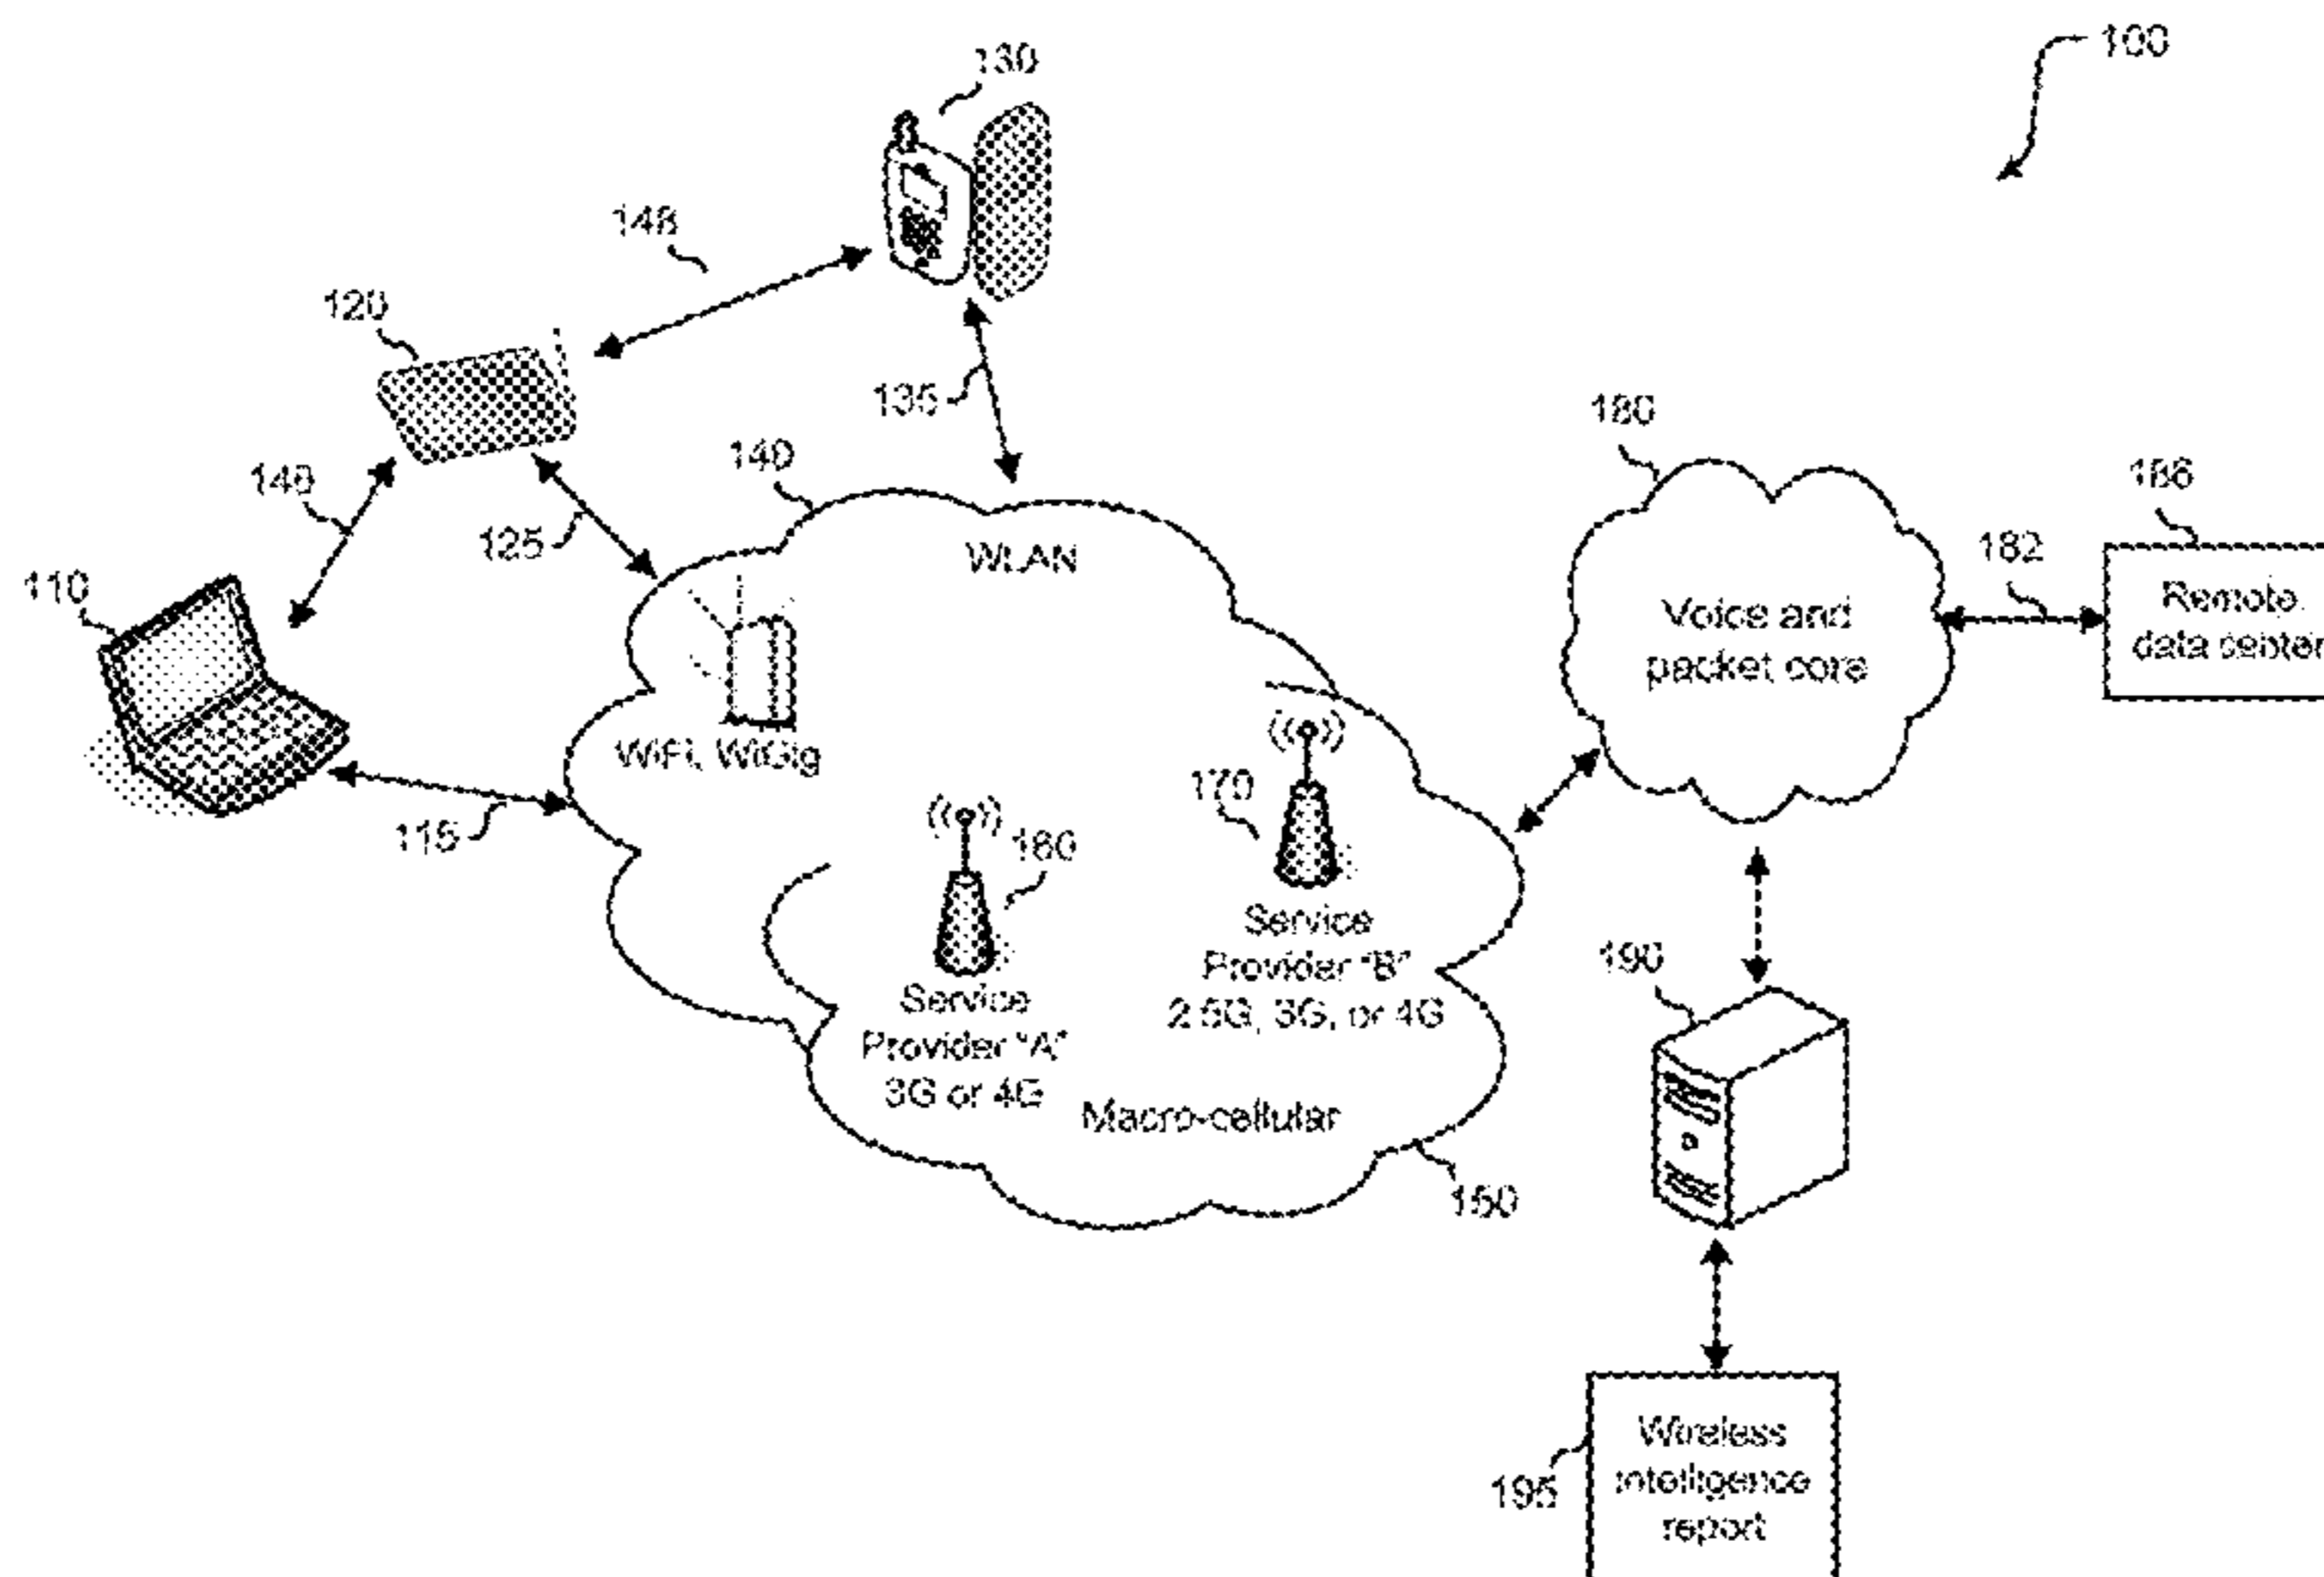 100
130
148
120
135
180
140
186
148
182
125
WLAN
110
Remote
data center
Voice and
packet core
WiFi, WiGig
170
115
160
Service
Provider "B"
2.5G, 3G, or 4G
190
Service
Provider "A"
3G or 4G
Macro-cellular
150
Wireless
intelligence
report
195